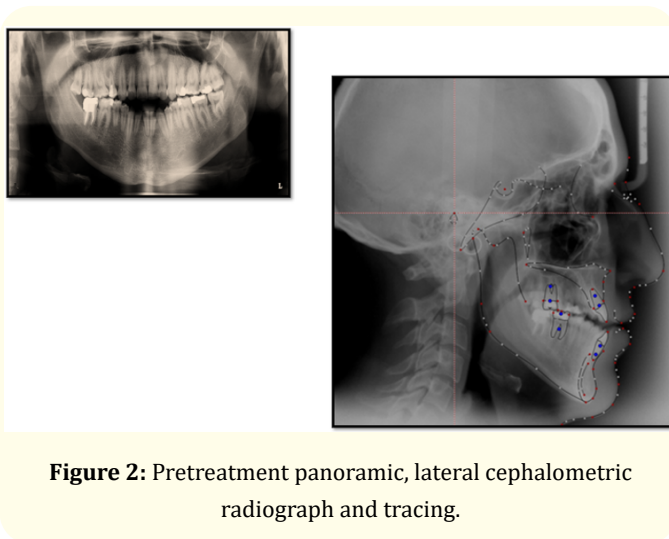 L
Figure 2: Pretreatment panoramic, lateral cephalometric
radiograph and tracing.